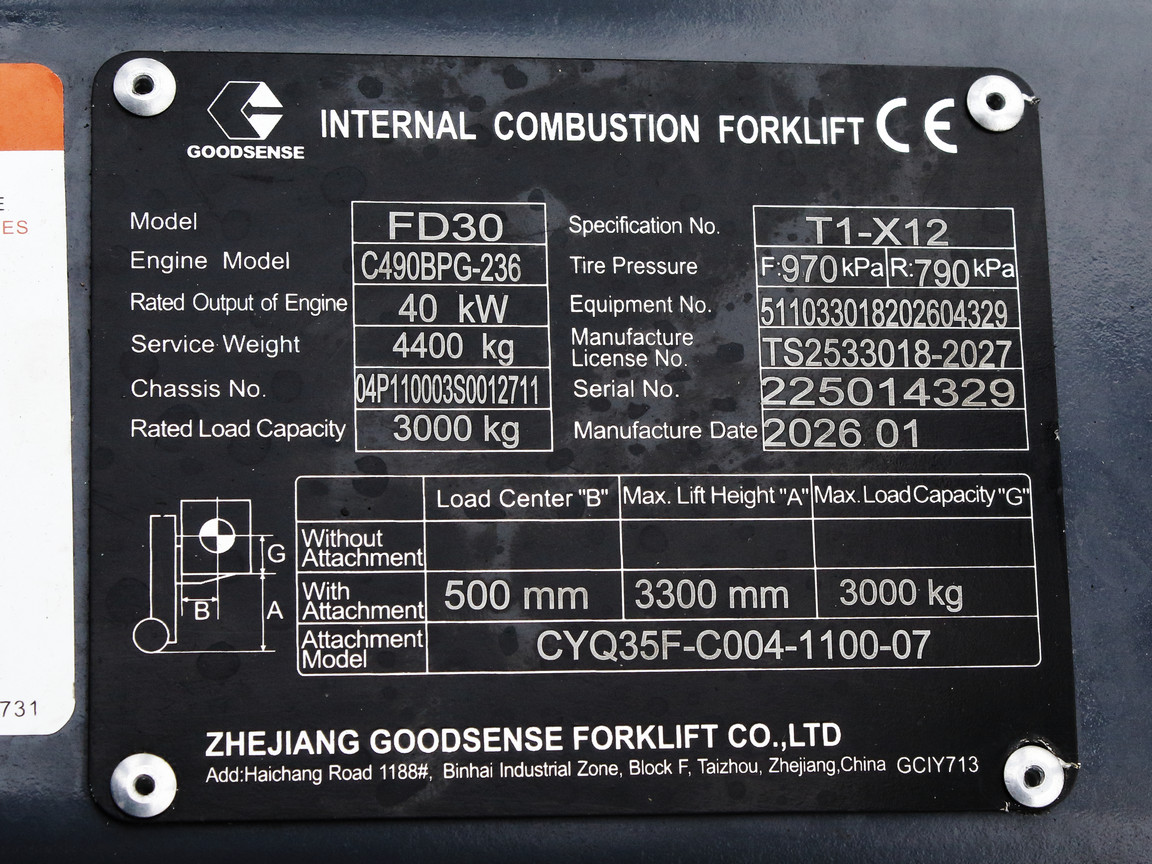 E
ES
731
GOODSENSE
INTERNAL COMBUSTION FORKLIFT CE
Model FD30 Specification No. T1-X12
Engine Model C490BPG-236 Tire Pressure F:970 kPa R:790 kPa
Rated Output of Engine 40 kW Equipment No. 511033018202604329
Service Weight 4400 kg Manufacture License No. TS2533018-2027
Chassis No. 04P110003S0012711 Serial No. 225014329
Rated Load Capacity 3000 kg Manufacture Date 2026 01
Load Center "B" Max. Lift Height "A" Max. Load Capacity "G"
Without
Attachment
With
Attachment 500 mm 3300 mm 3000 kg
Attachment
Model CYQ35F-C004-1100-07
G
B A
ZHEJIANG GOODSENSE FORKLIFT CO.,LTD
Add:Haichang Road 1188#, Binhai Industrial Zone, Block F, Taizhou, Zhejiang,China GCIY713